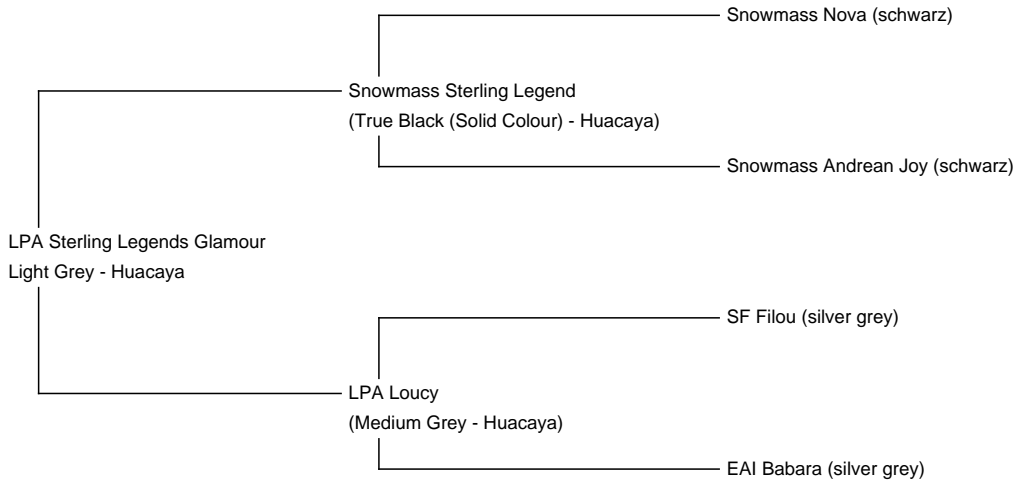 Snowmass Nova (schwarz)
Snowmass Sterling Legend
(True Black (Solid Colour) - Huacaya)
Snowmass Andrean Joy (schwarz)
LPA Sterling Legends Glamour
Light Grey - Huacaya
SF Filou (silver grey)
LPA Loucy
(Medium Grey - Huacaya)
EAI Babara (silver grey)